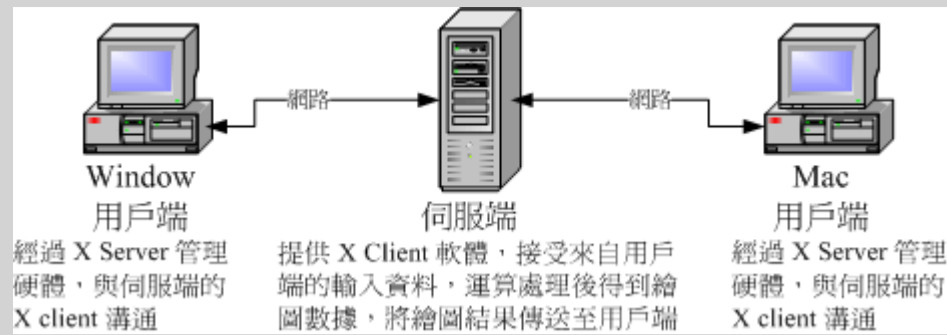 網路
網路
Window
用戶端
經過 X Server 管理
硬體，與伺服端的
X client 溝通
伺服端
提供 X Client 軟體，接受來自用戶
端的輸入資料，運算處理後得到繪
圖數據，將繪圖結果傳送至用戶端
Mac
用戶端
經過 X Server 管理
硬體，與伺服端的
X client 溝通